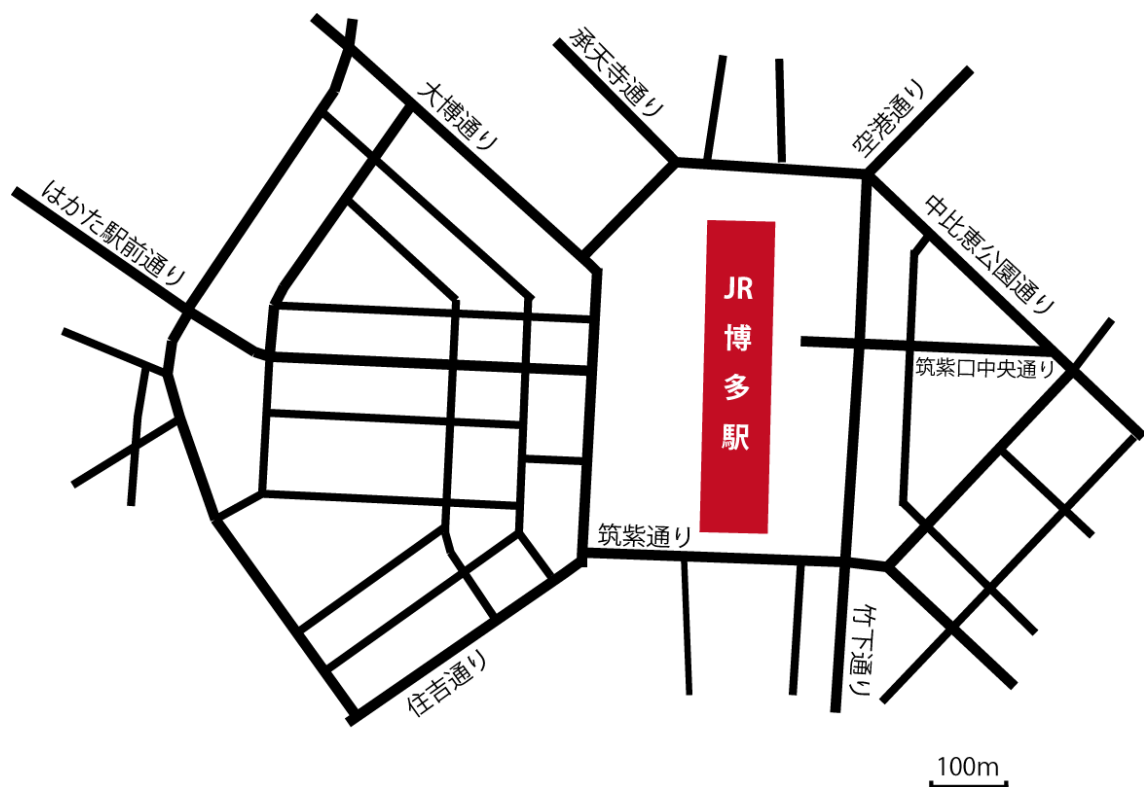 承天寺通り
大博通り
空港通り
はかた駅前通り
中比恵公園通り
JR博多駅
筑紫口中央通り
筑紫通り
竹下通り
住吉通り
100m